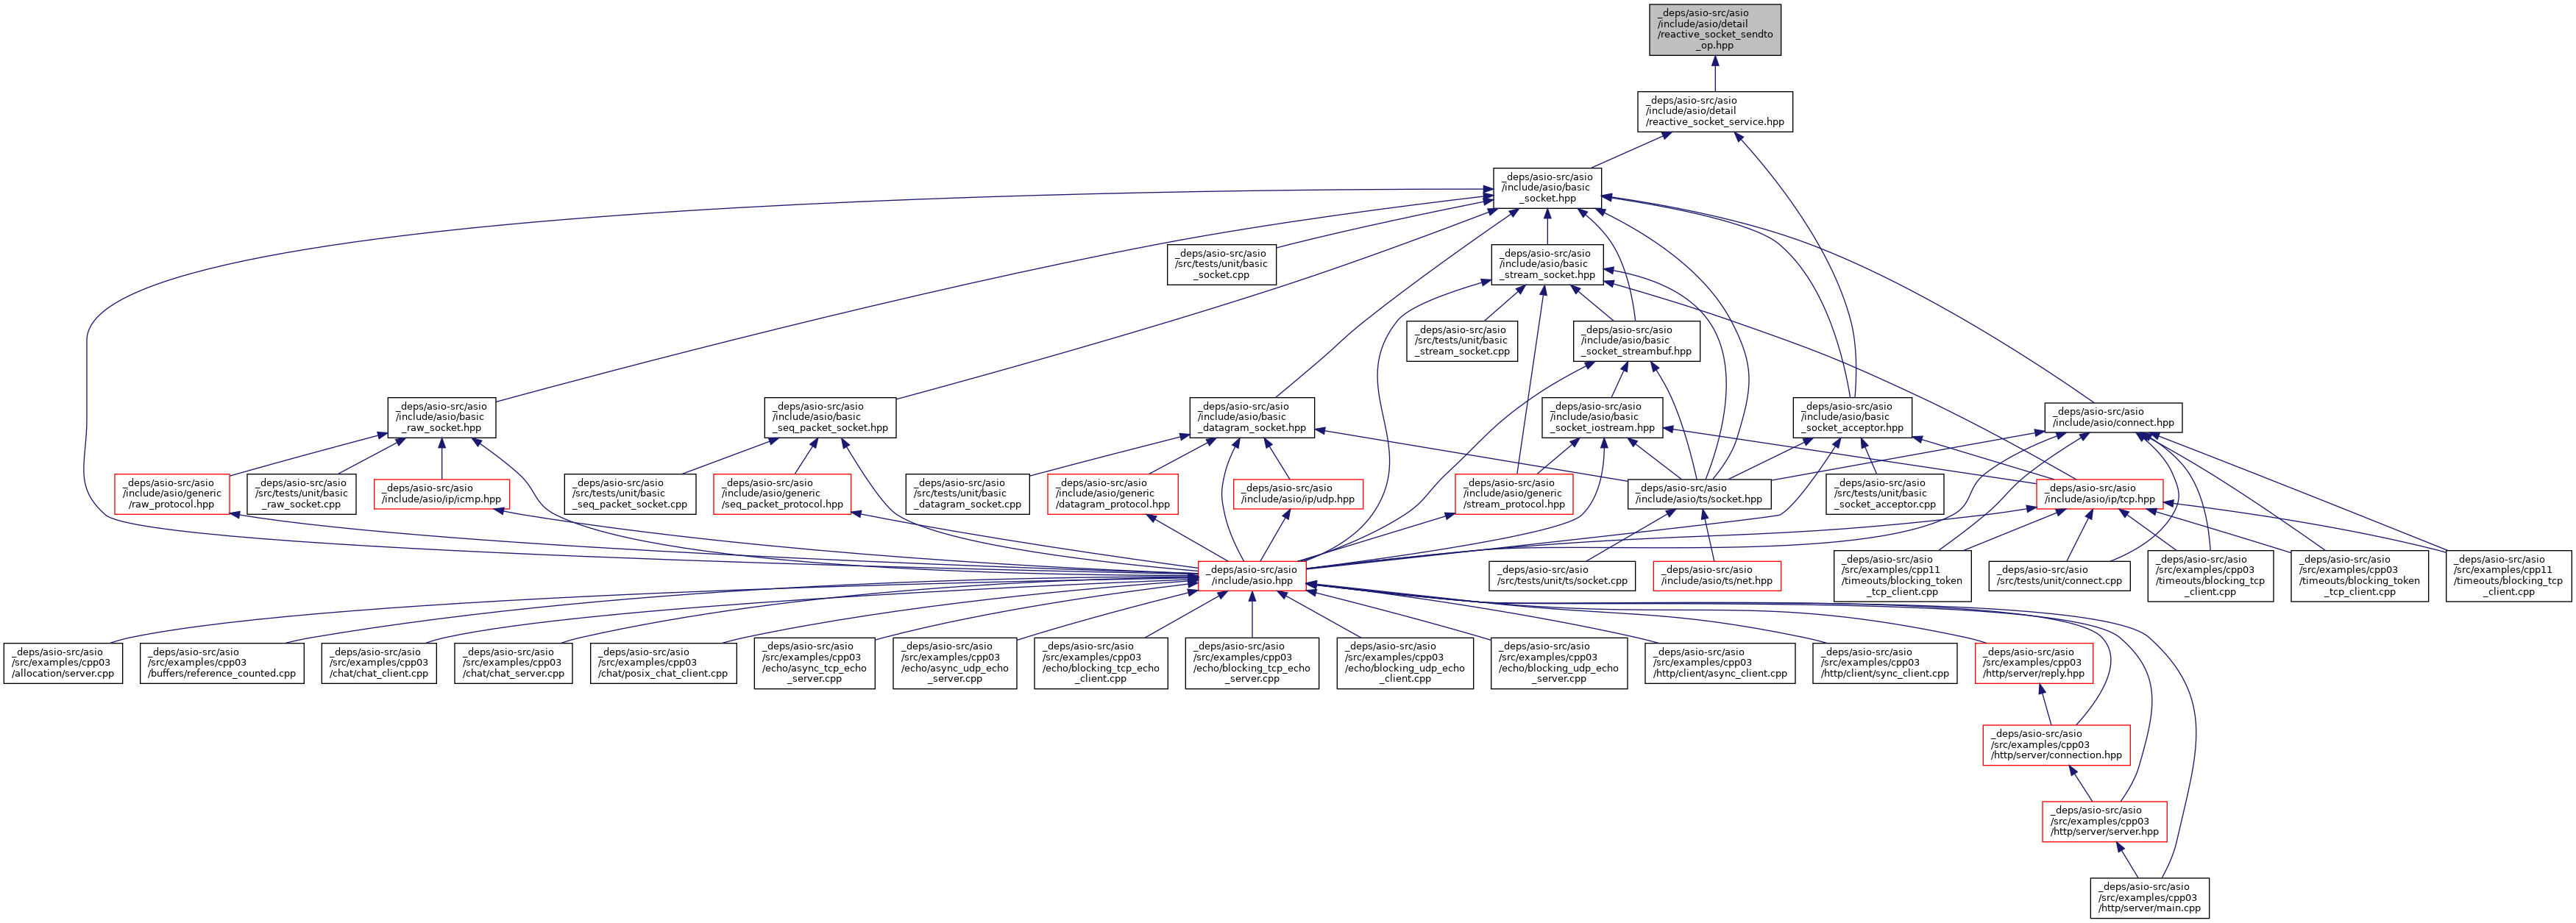 _deps/asio-src/asio
/include/asio/detail
/reactive_socket_sendto
_op.hpp
_deps/asio-src/asio
/include/asio/detail
/reactive_socket_service.hpp
_deps/asio-src/asio
/include/asio/basic
_socket.hpp
_deps/asio-src/asio
/src/tests/unit/basic
_socket.cpp
_deps/asio-src/asio
/include/asio/basic
_stream_socket.hpp
_deps/asio-src/asio
/src/tests/unit/basic
_stream_socket.cpp
_deps/asio-src/asio
/include/asio/basic
_socket_streambuf.hpp
_deps/asio-src/asio
/include/asio/basic
_raw_socket.hpp
_deps/asio-src/asio
/include/asio/basic
_seq_packet_socket.hpp
_deps/asio-src/asio
/include/asio/basic
_datagram_socket.hpp
_deps/asio-src/asio
/include/asio/basic
_socket_iostream.hpp
_deps/asio-src/asio
/include/asio/basic
_socket_acceptor.hpp
_deps/asio-src/asio
/include/asio/connect.hpp
_deps/asio-src/asio
/include/asio/generic
/raw_protocol.hpp
_deps/asio-src/asio
/src/tests/unit/basic
_raw_socket.cpp
_deps/asio-src/asio
/include/asio/ip/icmp.hpp
_deps/asio-src/asio
/src/tests/unit/basic
_seq_packet_socket.cpp
_deps/asio-src/asio
/include/asio/generic
/seq_packet_protocol.hpp
_deps/asio-src/asio
/src/tests/unit/basic
_datagram_socket.cpp
_deps/asio-src/asio
/include/asio/generic
/datagram_protocol.hpp
_deps/asio-src/asio
/include/asio/ip/udp.hpp
_deps/asio-src/asio
/include/asio/generic
/stream_protocol.hpp
_deps/asio-src/asio
/include/asio/ts/socket.hpp
_deps/asio-src/asio
/src/tests/unit/basic
_socket_acceptor.cpp
_deps/asio-src/asio
/include/asio/ip/tcp.hpp
_deps/asio-src/asio
/include/asio.hpp
_deps/asio-src/asio
/src/tests/unit/ts/socket.cpp
_deps/asio-src/asio
/include/asio/ts/net.hpp
_deps/asio-src/asio
/src/examples/cpp11
/timeouts/blocking_token
_tcp_client.cpp
_deps/asio-src/asio
/src/tests/unit/connect.cpp
_deps/asio-src/asio
/src/examples/cpp03
/timeouts/blocking_tcp
_client.cpp
_deps/asio-src/asio
/src/examples/cpp03
/timeouts/blocking_token
_tcp_client.cpp
_deps/asio-src/asio
/src/examples/cpp11
/timeouts/blocking_tcp
_client.cpp
_deps/asio-src/asio
/src/examples/cpp03
/allocation/server.cpp
_deps/asio-src/asio
/src/examples/cpp03
/buffers/reference_counted.cpp
_deps/asio-src/asio
/src/examples/cpp03
/chat/chat_client.cpp
_deps/asio-src/asio
/src/examples/cpp03
/chat/chat_server.cpp
_deps/asio-src/asio
/src/examples/cpp03
/chat/posix_chat_client.cpp
_deps/asio-src/asio
/src/examples/cpp03
/echo/async_tcp_echo
_server.cpp
_deps/asio-src/asio
/src/examples/cpp03
/echo/async_udp_echo
_server.cpp
_deps/asio-src/asio
/src/examples/cpp03
/echo/blocking_tcp_echo
_client.cpp
_deps/asio-src/asio
/src/examples/cpp03
/echo/blocking_tcp_echo
_server.cpp
_deps/asio-src/asio
/src/examples/cpp03
/echo/blocking_udp_echo
_client.cpp
_deps/asio-src/asio
/src/examples/cpp03
/echo/blocking_udp_echo
_server.cpp
_deps/asio-src/asio
/src/examples/cpp03
/http/client/async_client.cpp
_deps/asio-src/asio
/src/examples/cpp03
/http/client/sync_client.cpp
_deps/asio-src/asio
/src/examples/cpp03
/http/server/reply.hpp
_deps/asio-src/asio
/src/examples/cpp03
/http/server/connection.hpp
_deps/asio-src/asio
/src/examples/cpp03
/http/server/server.hpp
_deps/asio-src/asio
/src/examples/cpp03
/http/server/main.cpp